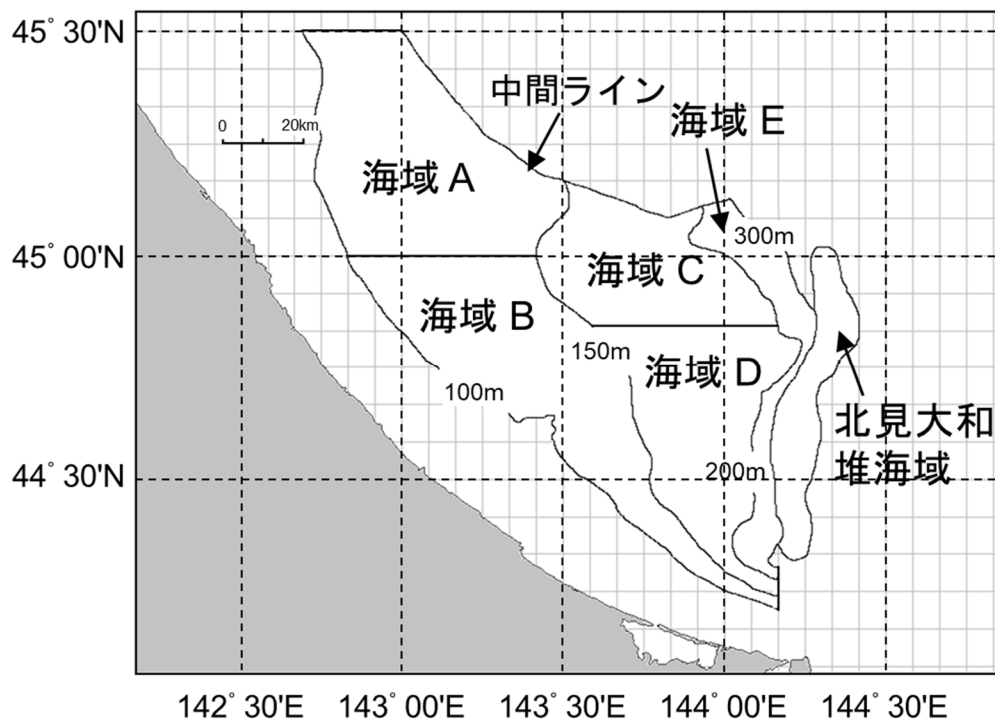 45° 30'N
中間ライン
海域 E
0 20km
海域 A
300m
45° 00'N
海域 C
海域 B
150m
海域 D
100m
北見大和
堆海域
200m
44° 30'N
142° 30'E 143° 00'E 143° 30'E 144° 00'E 144° 30'E